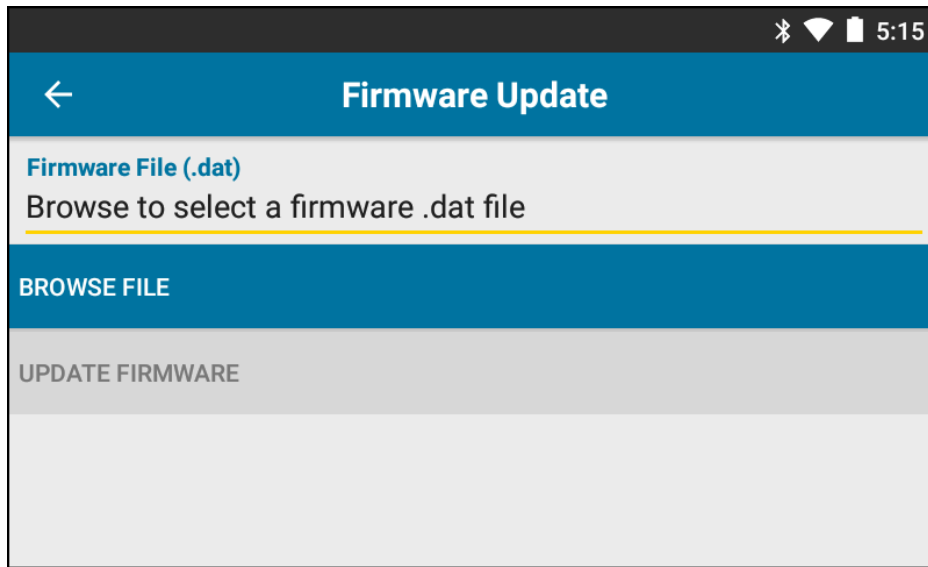 5:15
Firmware Update
Firmware File (.dat)
Browse to select a firmware .dat file
BROWSE FILE
UPDATE FIRMWARE